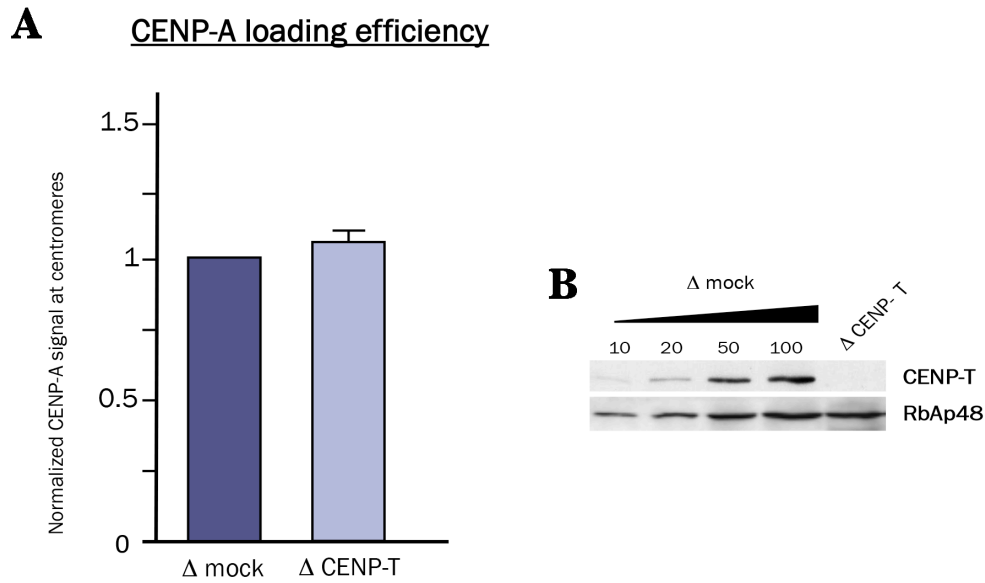 A
CENP-A loading efficiency
Normalized CENP-A signal at centromeres
1.5
1
0.5
0
Δ mock
Δ CENP-T
B
Δ mock
Δ CENP- T
10 20 50 100
CENP-T
RbAp48